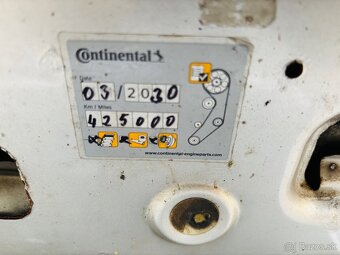 Continental
Date
03/2030
Km / Miles
425000
www.continental-engineparts.com
Bazos.sk